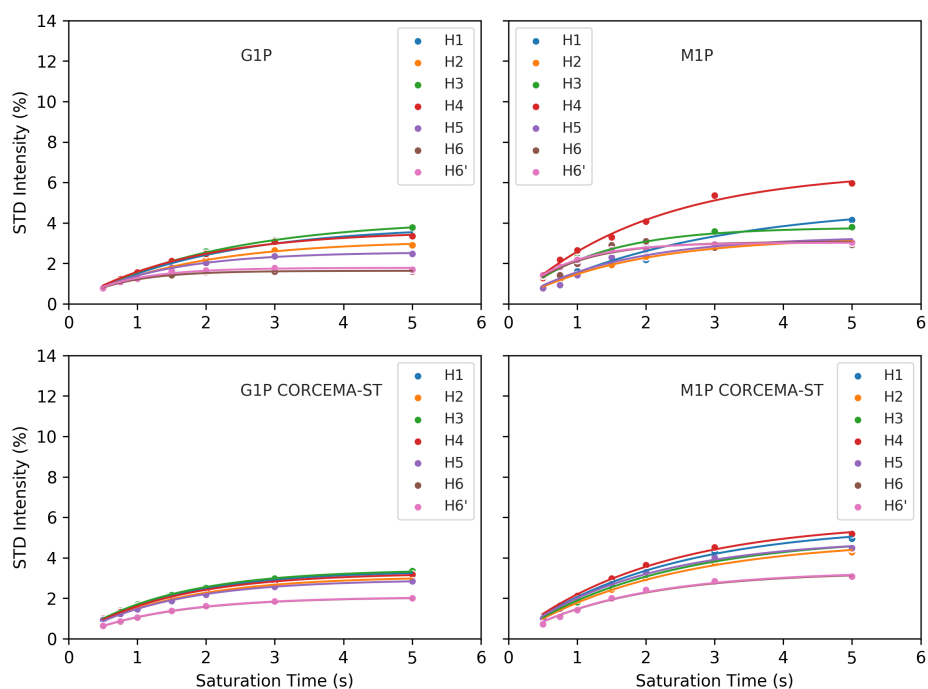 14
12
10
8
6
4
2
0
STD Intensity (%)
G1P
H1
H2
H3
H4
H5
H6
H6'
0 1 2 3 4 5 6
M1P
H1
H2
H3
H4
H5
H6
H6'
0 1 2 3 4 5 6
14
12
10
8
6
4
2
0
STD Intensity (%)
G1P CORCEMA-ST
H1
H2
H3
H4
H5
H6
H6'
0 1 2 3 4 5 6
Saturation Time (s)
M1P CORCEMA-ST
H1
H2
H3
H4
H5
H6
H6'
0 1 2 3 4 5 6
Saturation Time (s)